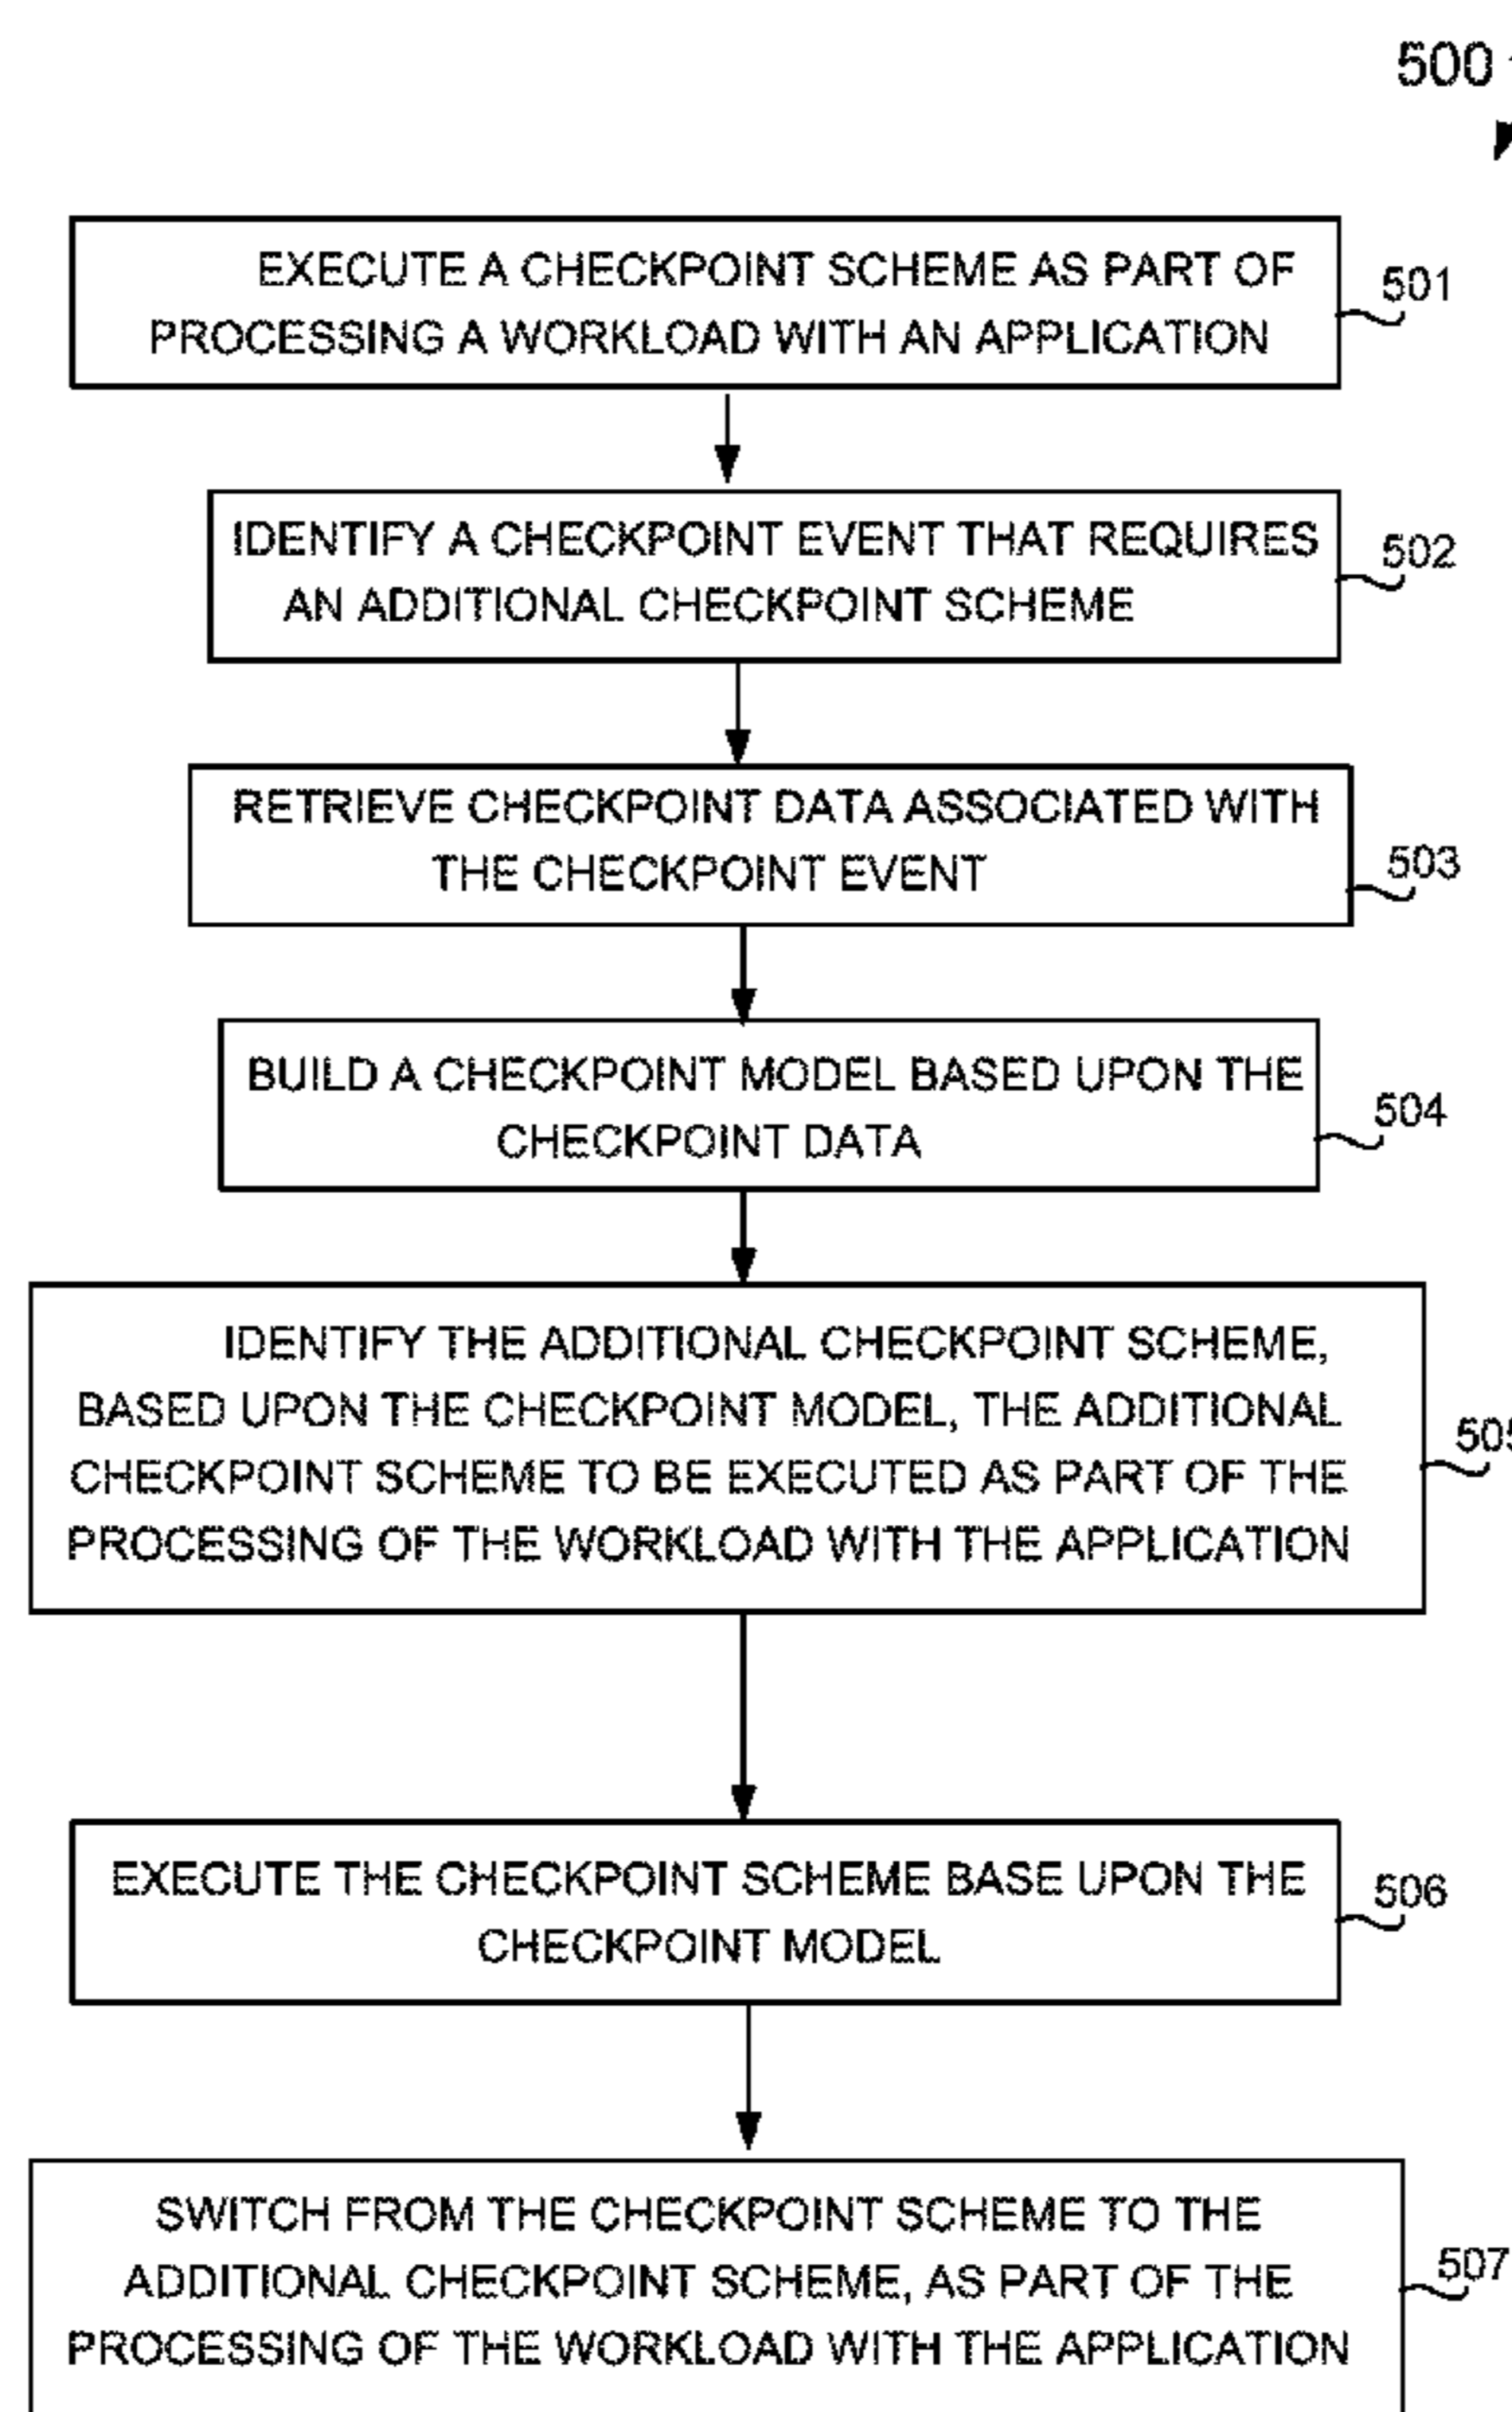 500
EXECUTE A CHECKPOINT SCHEME AS PART OF
PROCESSING A WORKLOAD WITH AN APPLICATION
501
IDENTIFY A CHECKPOINT EVENT THAT REQUIRES
AN ADDITIONAL CHECKPOINT SCHEME
502
RETRIEVE CHECKPOINT DATA ASSOCIATED WITH
THE CHECKPOINT EVENT
503
BUILD A CHECKPOINT MODEL BASED UPON THE
CHECKPOINT DATA
504
IDENTIFY THE ADDITIONAL CHECKPOINT SCHEME,
BASED UPON THE CHECKPOINT MODEL, THE ADDITIONAL
CHECKPOINT SCHEME TO BE EXECUTED AS PART OF THE
PROCESSING OF THE WORKLOAD WITH THE APPLICATION
505
EXECUTE THE CHECKPOINT SCHEME BASE UPON THE
CHECKPOINT MODEL
506
SWITCH FROM THE CHECKPOINT SCHEME TO THE
ADDITIONAL CHECKPOINT SCHEME, AS PART OF THE
PROCESSING OF THE WORKLOAD WITH THE APPLICATION
507